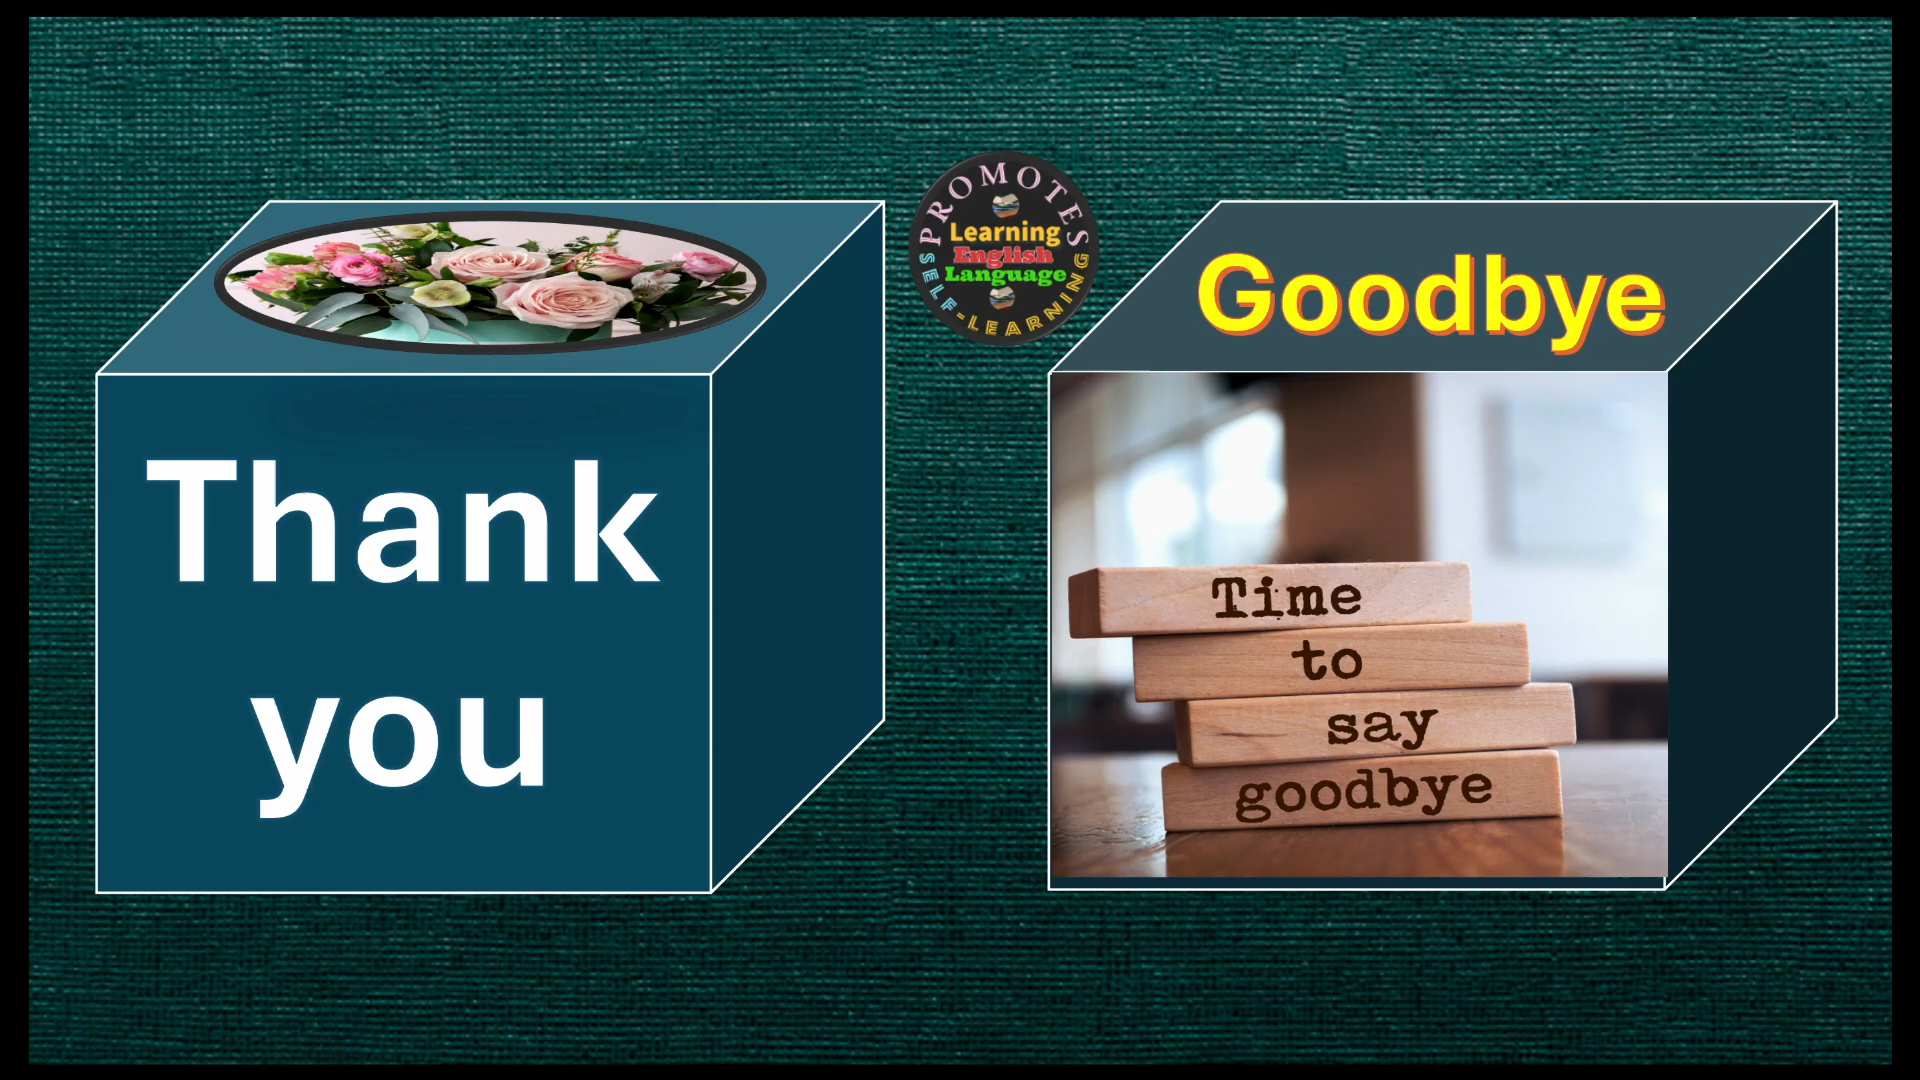 Thank
you
PROMOTES
Learning
English
Language
SELF-LEARNING
Goodbye
Time
to
say
goodbye